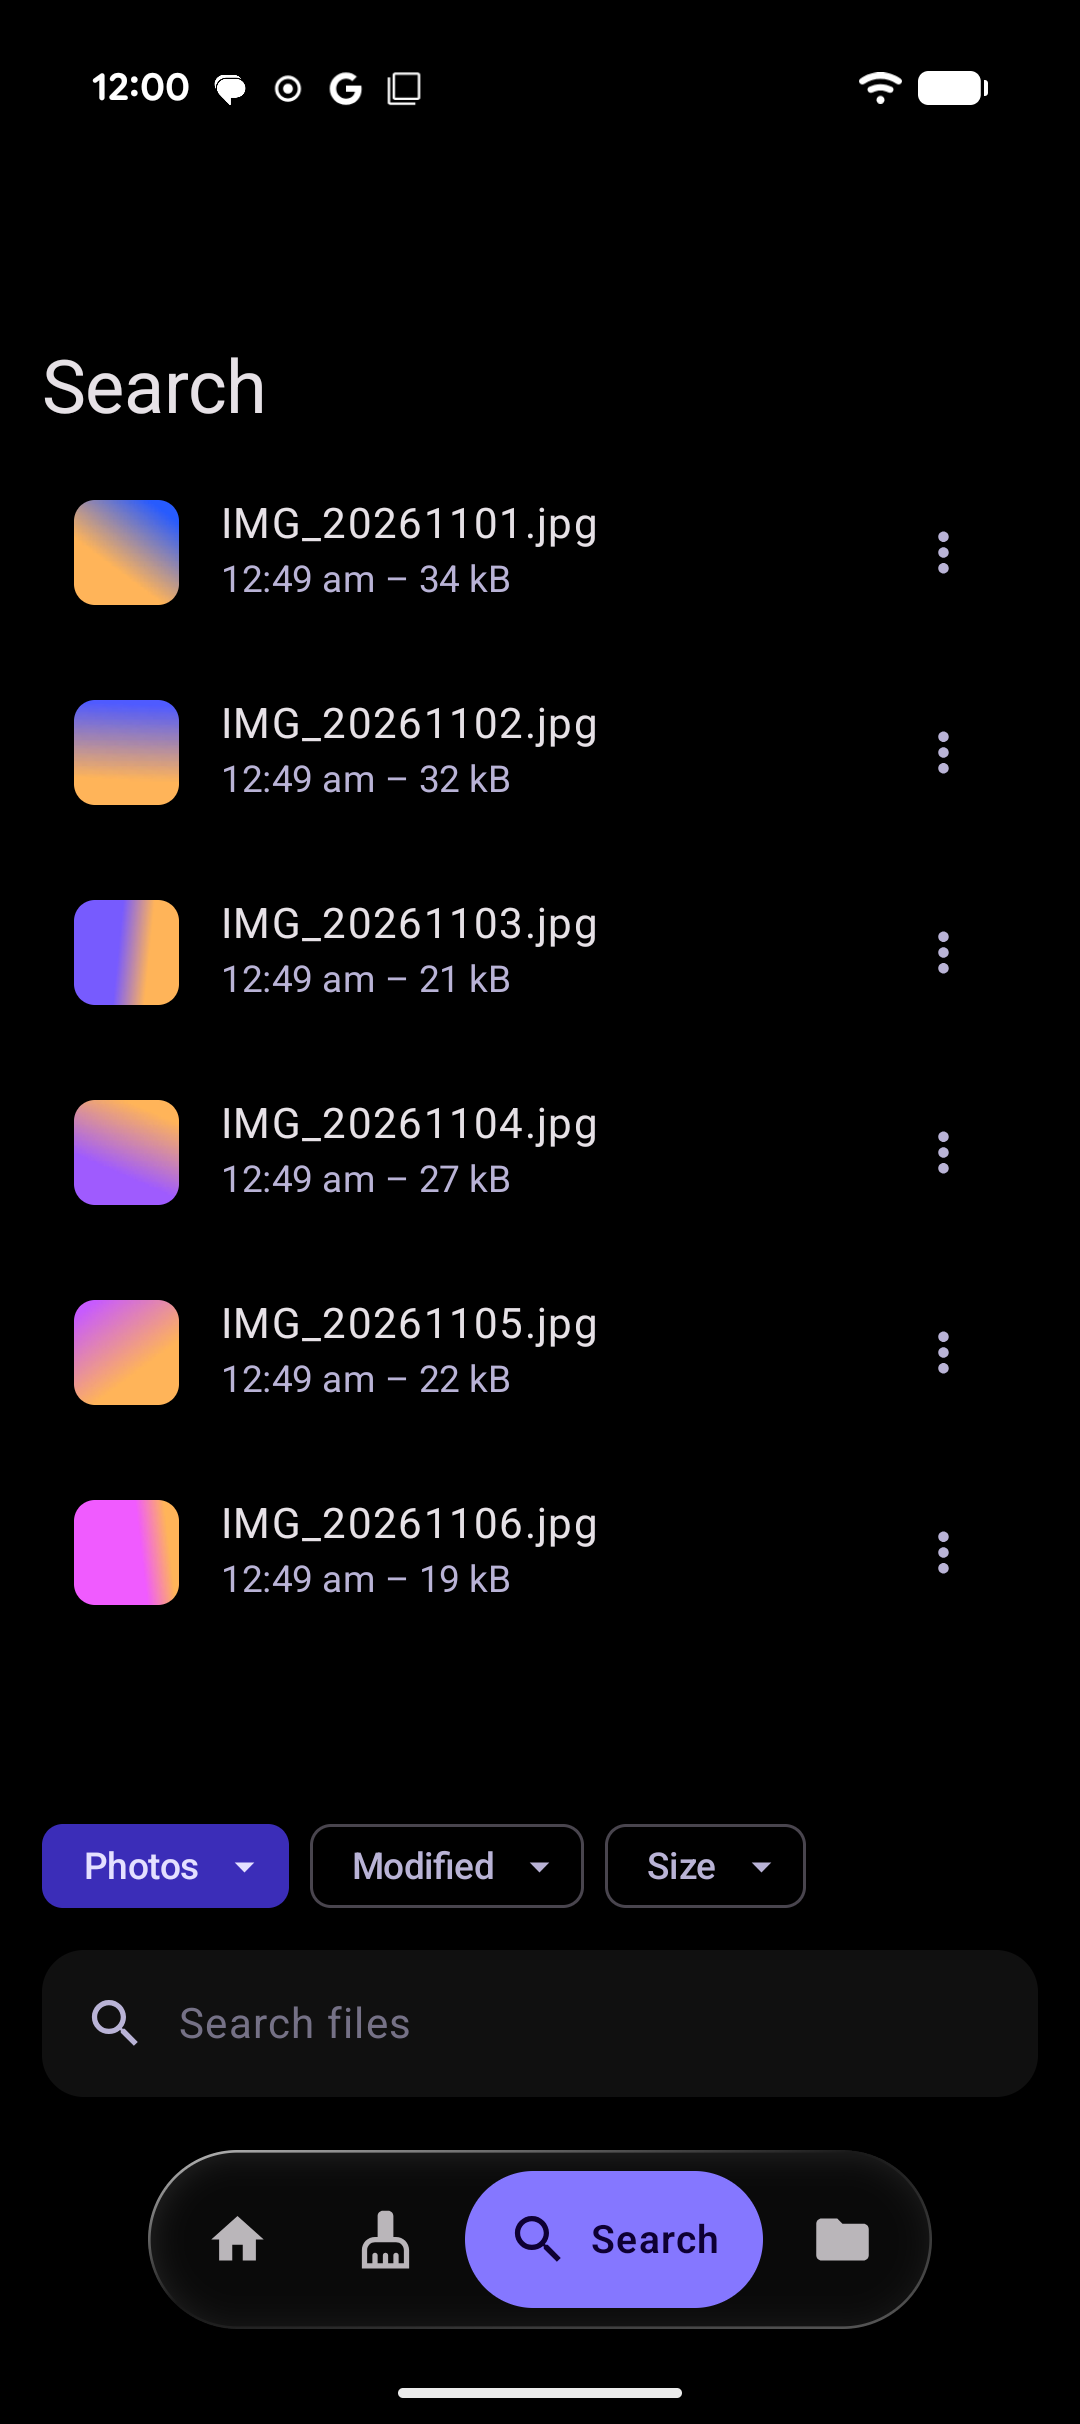 12:00
Search
IMG_20261101.jpg
12:49 am – 34 kB
IMG_20261102.jpg
12:49 am – 32 kB
IMG_20261103.jpg
12:49 am – 21 kB
IMG_20261104.jpg
12:49 am – 27 kB
IMG_20261105.jpg
12:49 am – 22 kB
IMG_20261106.jpg
12:49 am – 19 kB
Photos Modified Size
Search files
Search